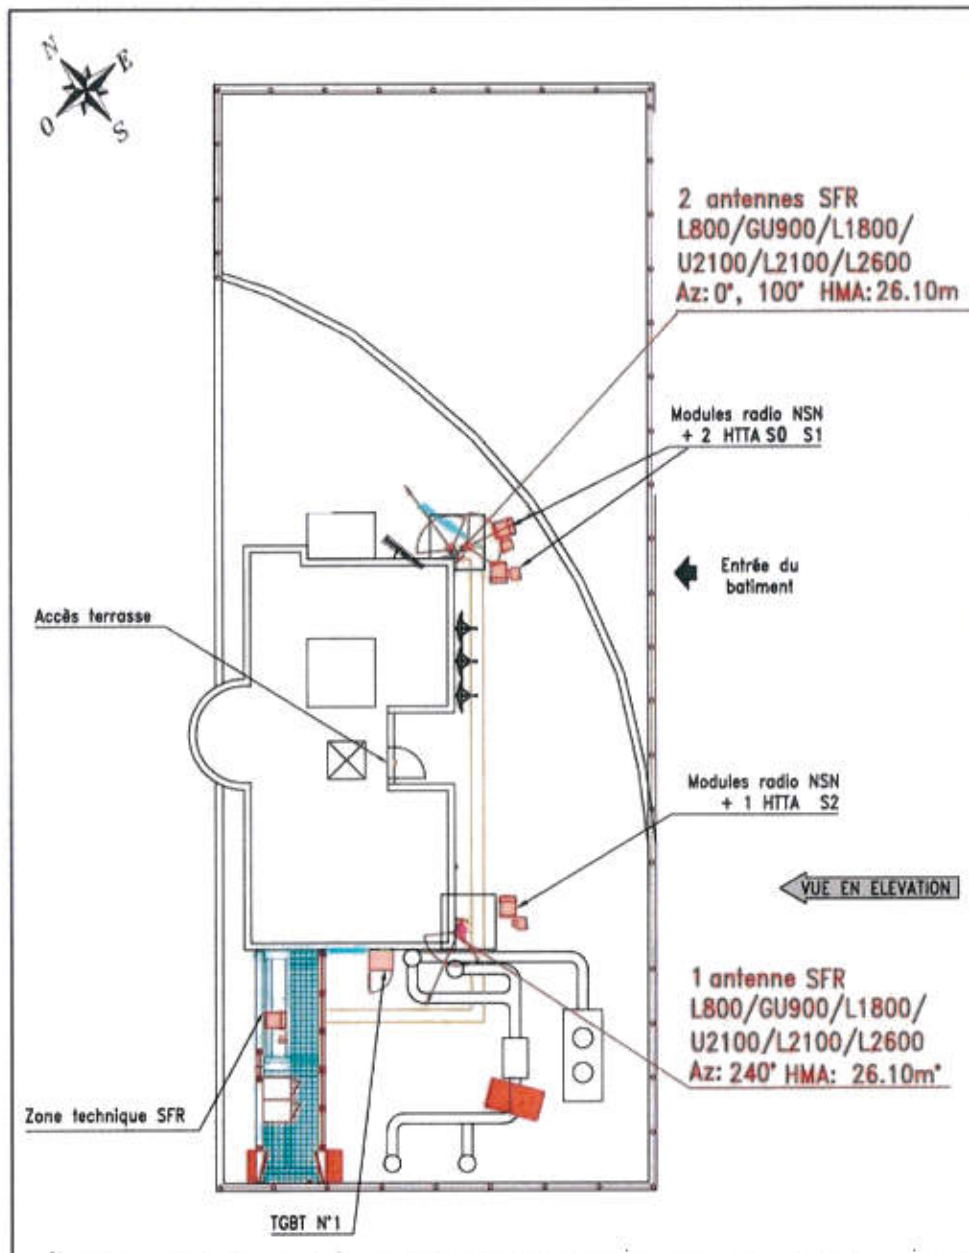 N
E
O
S
2 antennes SFR
L800/GU900/L1800/
U2100/L2100/L2600
Az: 0°, 100° HMA: 26.10m
Modules radio NSN
+ 2 HTTA S0 S1
Entrée du
batiment
Accès terrasse
Modules radio NSN
+ 1 HTTA S2
VUE EN ELEVATION
1 antenne SFR
L800/GU900/L1800/
U2100/L2100/L2600
Az: 240° HMA: 26.10m°
Zone technique SFR
TGBT N°1